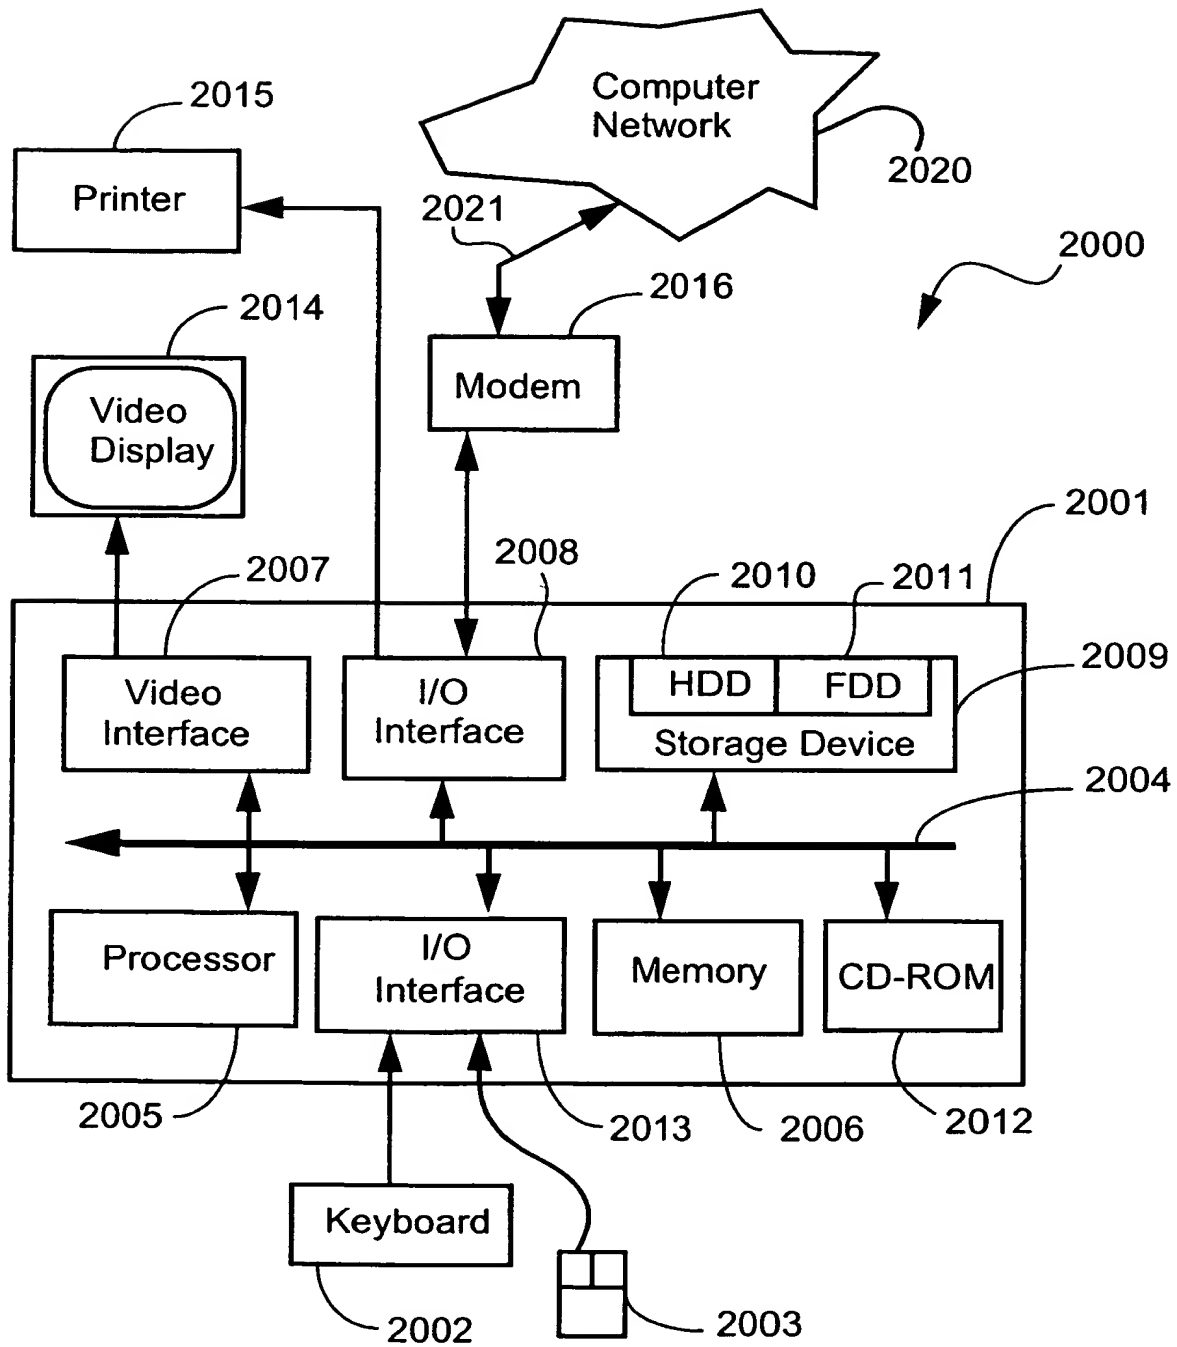 2015
Computer
Network
Printer
2020
2021
2000
2014
2016
Video
Display
Modem
2001
2007
2008
2010
2011
2009
Video
Interface
I/O
Interface
HDD
FDD
Storage Device
2004
Processor
I/O
Interface
Memory
CD-ROM
2005
2013
2006
2012
Keyboard
2002
2003